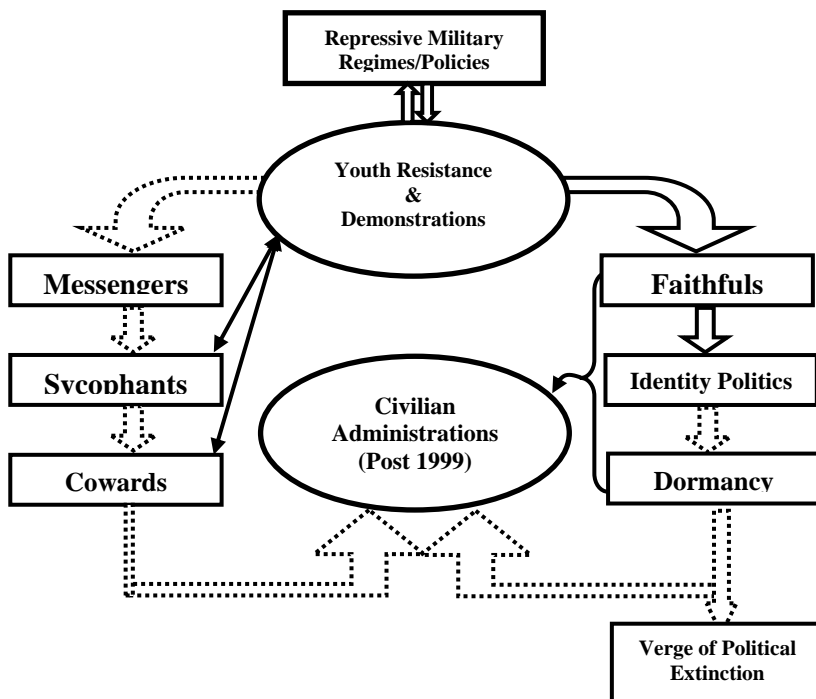 Repressive Military
Regimes/Policies
Youth Resistance
&
Demonstrations
Messengers
Faithfuls
Sycophants
Identity Politics
Civilian
Administrations
(Post 1999)
Cowards
Dormancy
Verge of Political
Extinction